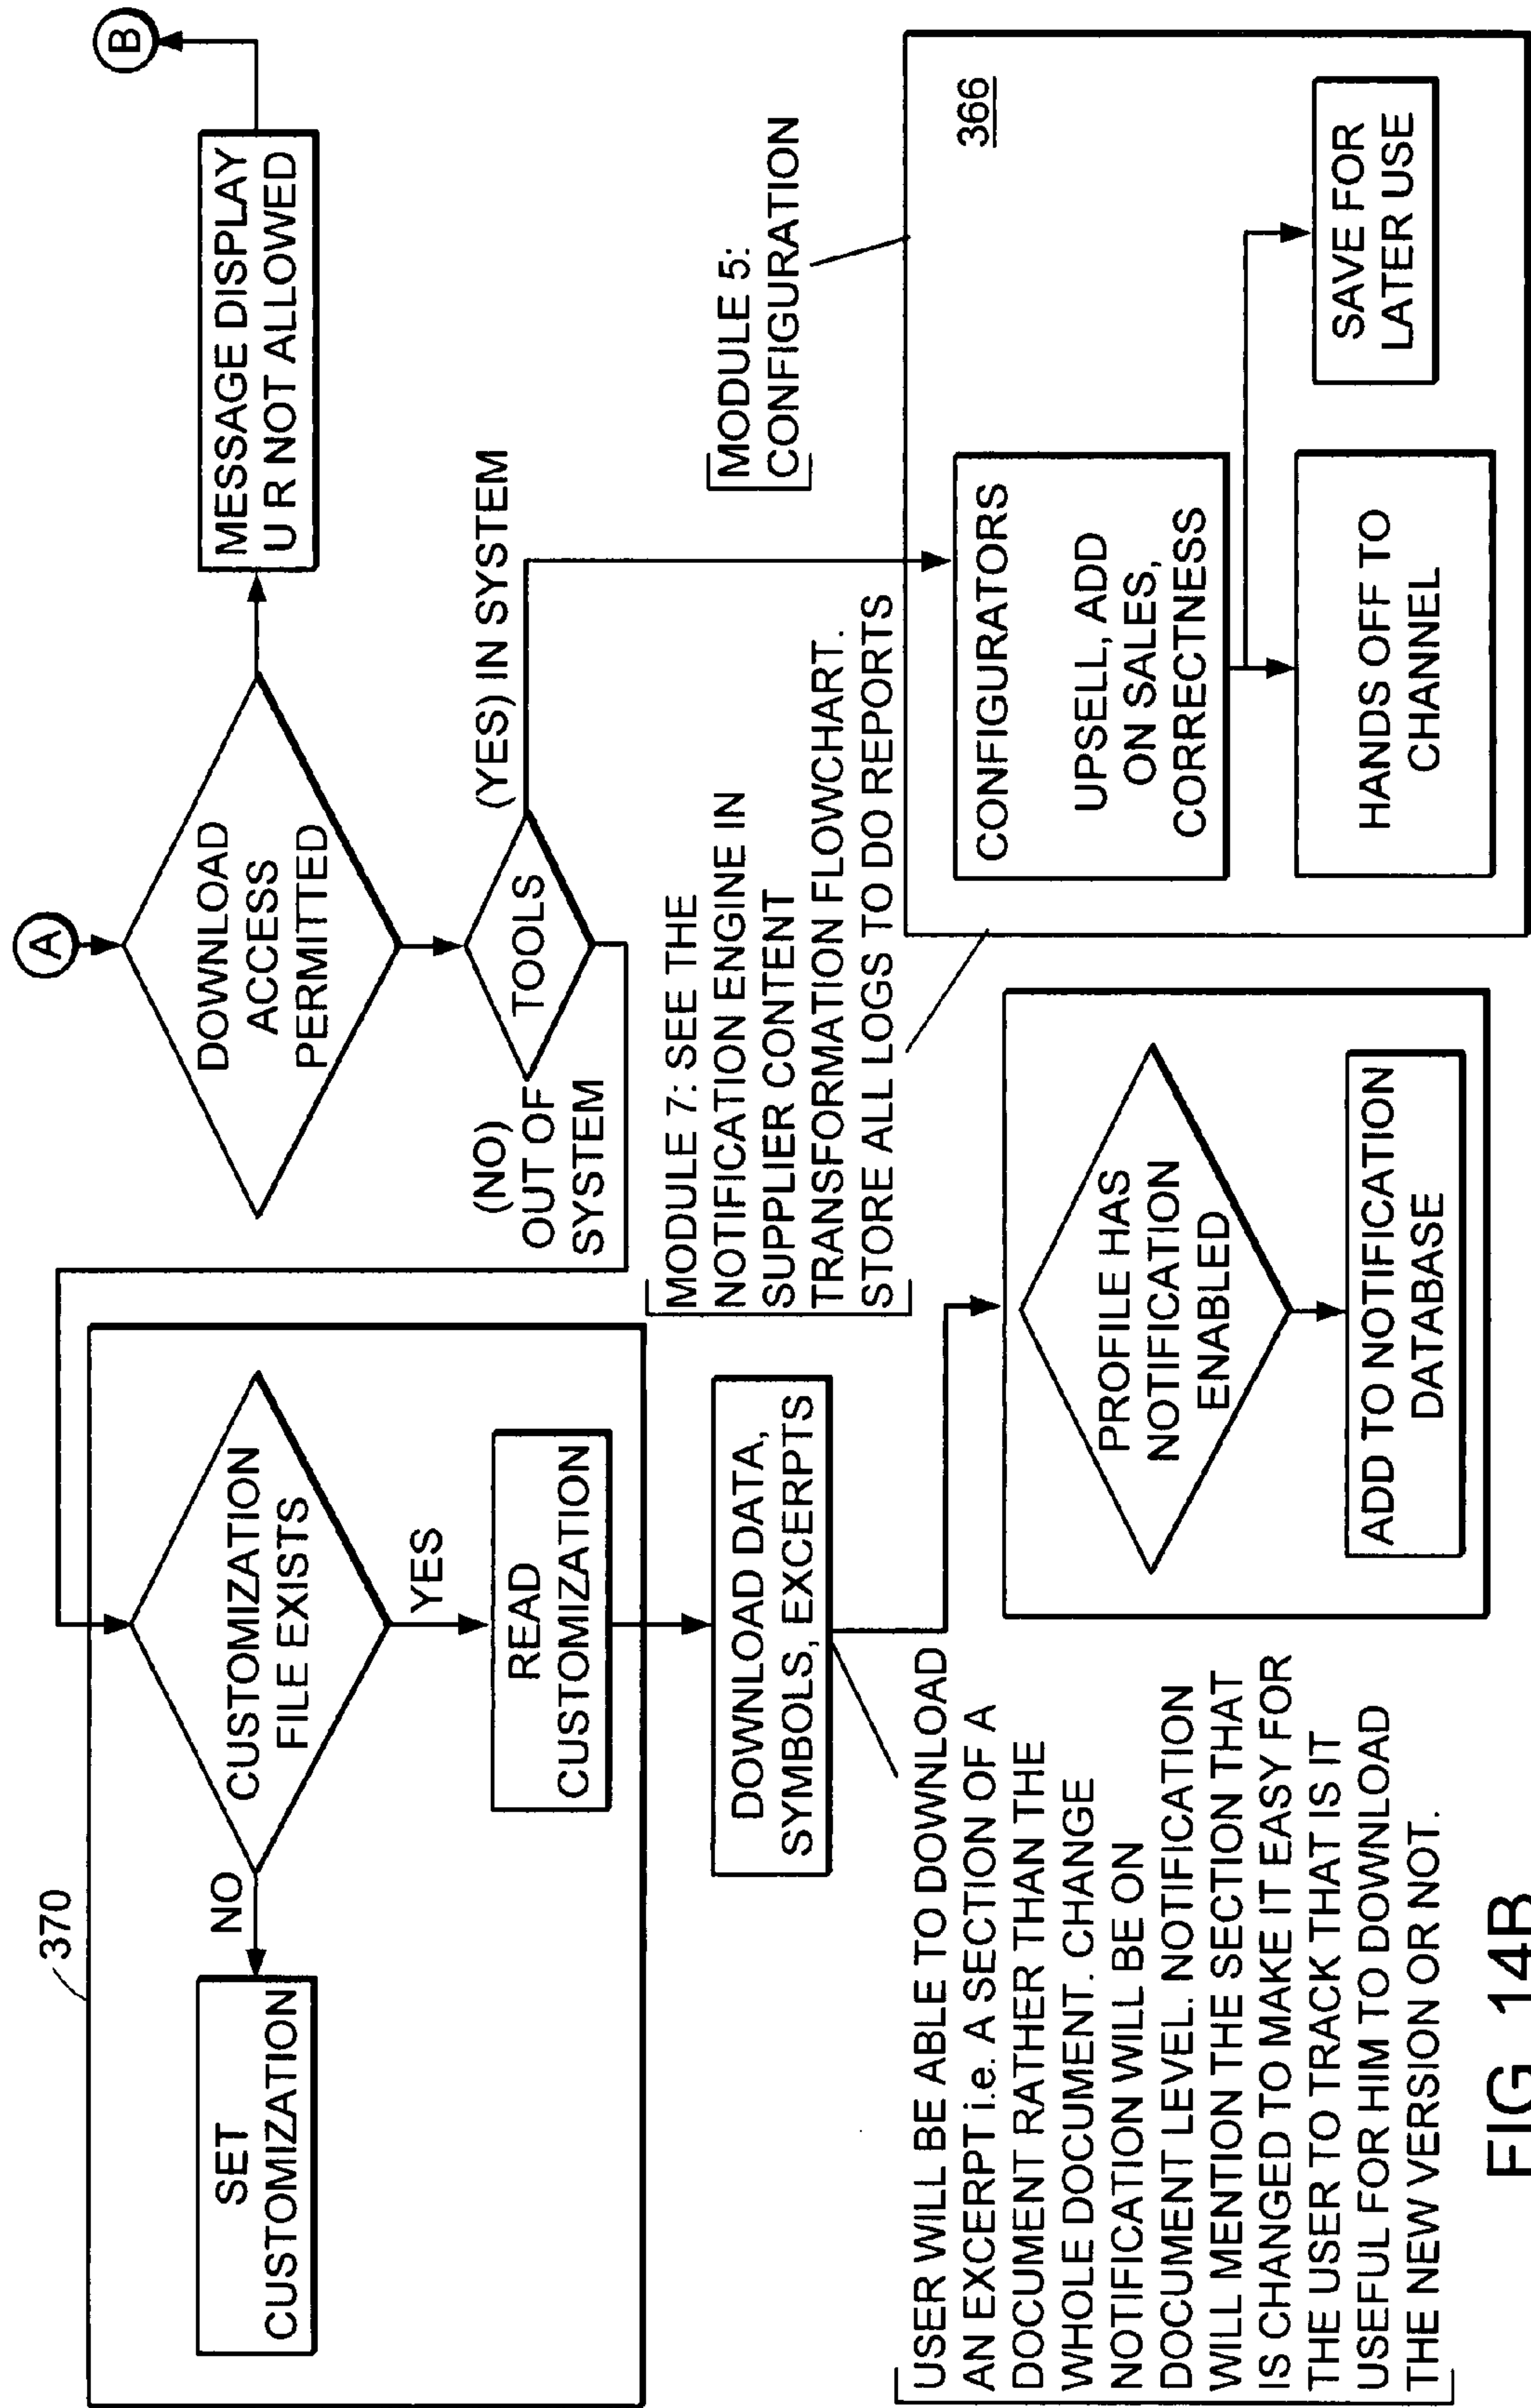 A
B
DOWNLOAD
ACCESS
PERMITTED
MESSAGE DISPLAY
U R NOT ALLOWED
TOOLS
(YES) IN SYSTEM
(NO)
OUT OF
SYSTEM
370
CUSTOMIZATION
FILE EXISTS
NO
YES
SET
CUSTOMIZATION
READ
CUSTOMIZATION
DOWNLOAD DATA,
SYMBOLS, EXCERPTS
MODULE 7: SEE THE
NOTIFICATION ENGINE IN
SUPPLIER CONTENT
TRANSFORMATION FLOWCHART.
STORE ALL LOGS TO DO REPORTS
MODULE 5:
CONFIGURATION
366
CONFIGURATORS
UPSELL, ADD
ON SALES,
CORRECTNESS
HANDS OFF TO
CHANNEL
SAVE FOR
LATER USE
PROFILE HAS
NOTIFICATION
ENABLED
ADD TO NOTIFICATION
DATABASE
USER WILL BE ABLE TO DOWNLOAD
AN EXCERPT i.e. A SECTION OF A
DOCUMENT RATHER THAN THE
WHOLE DOCUMENT. CHANGE
NOTIFICATION WILL BE ON
DOCUMENT LEVEL. NOTIFICATION
WILL MENTION THE SECTION THAT
IS CHANGED TO MAKE IT EASY FOR
THE USER TO TRACK THAT IS IT
USEFUL FOR HIM TO DOWNLOAD
THE NEW VERSION OR NOT.
FIG. 14B